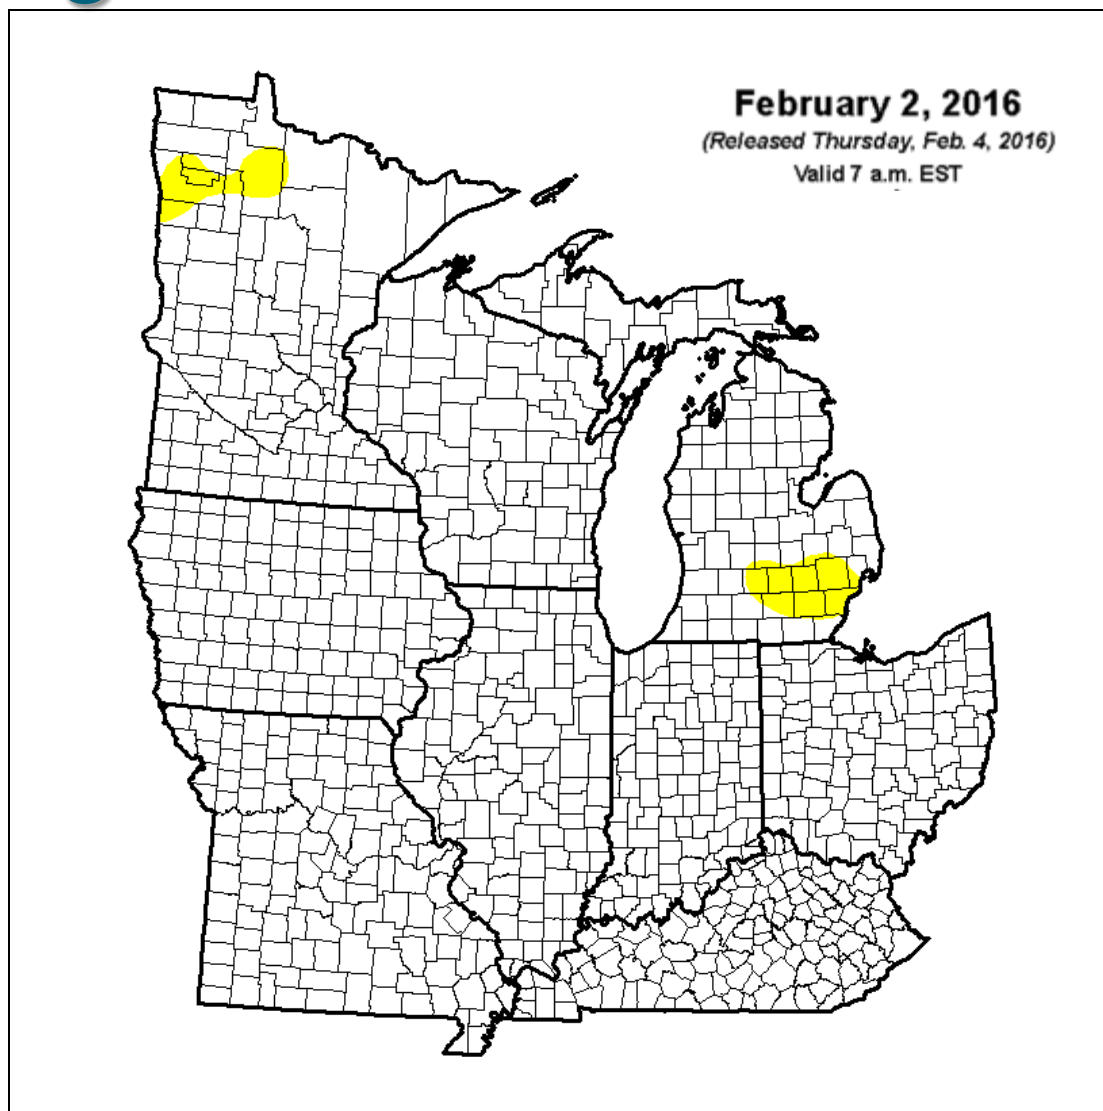 February 2, 2016
(Released Thursday, Feb. 4, 2016)
Valid 7 a.m. EST